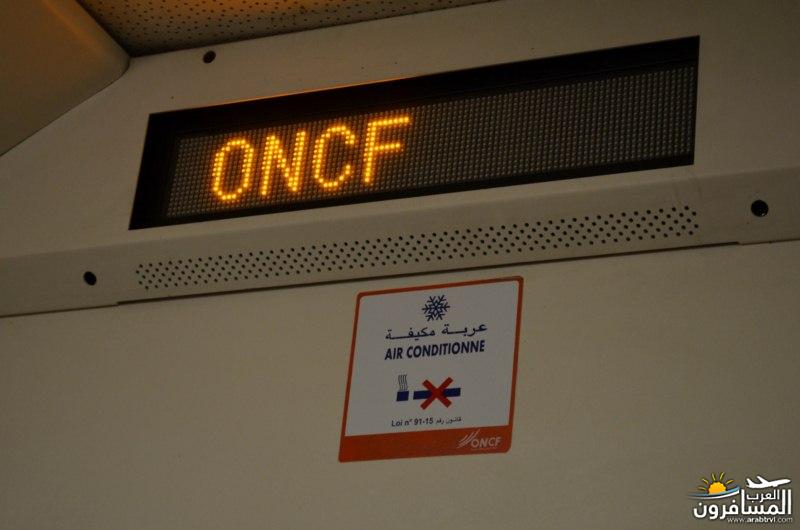 ONCF
عربة مكيفة
AIR CONDITIONNE
Loi n° 91-15 قانون رقم
ONCF
العرب
المسافرون
www.arabtrvl.com